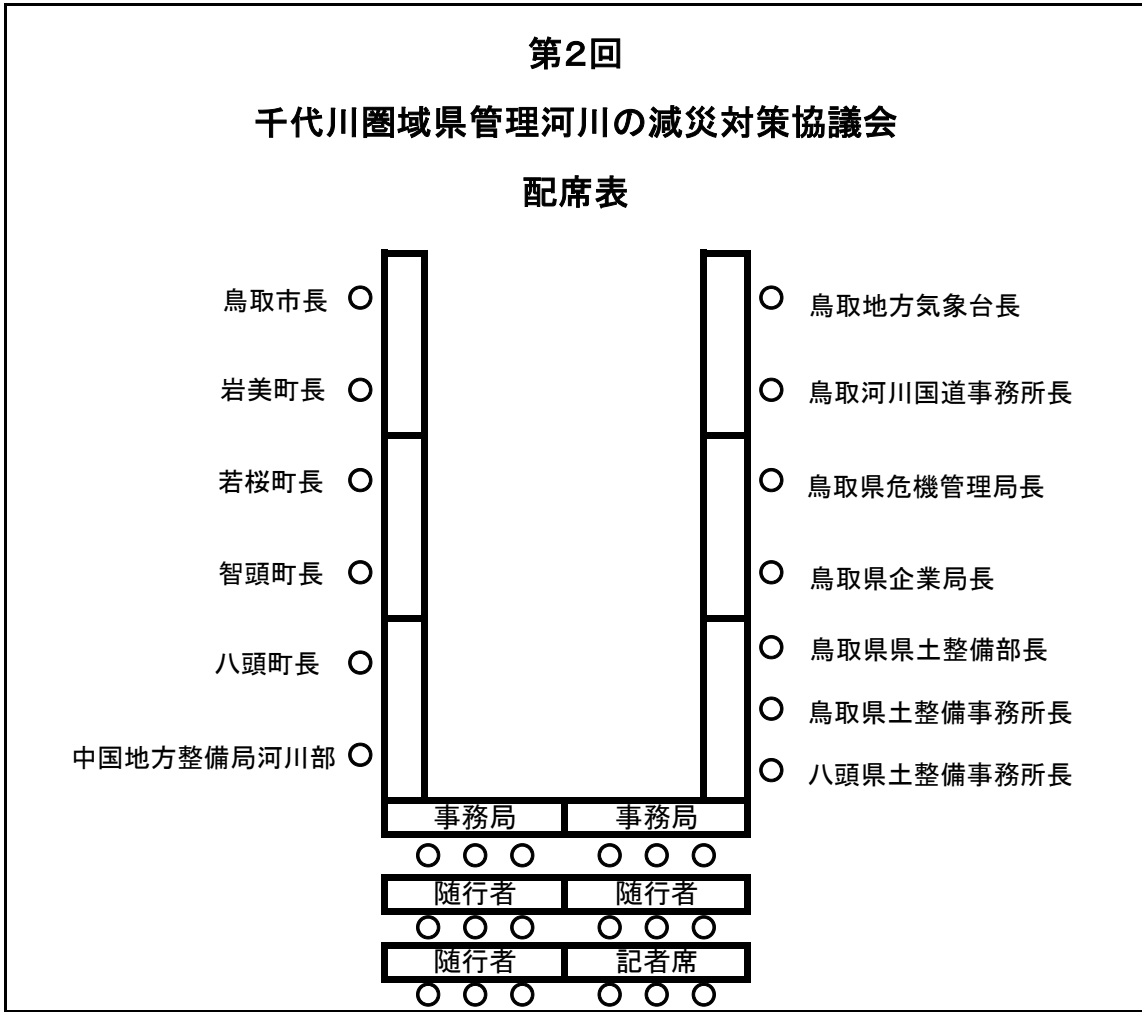 第2回
千代川圏域県管理河川の減災対策協議会
配席表
鳥取市長
鳥取地方気象台長
岩美町長
鳥取河川国道事務所長
若桜町長
鳥取県危機管理局長
智頭町長
鳥取県企業局長
鳥取県県土整備部長
八頭町長
鳥取県土整備事務所長
中国地方整備局河川部
八頭県土整備事務所長
事務局 事務局
随行者 随行者
随行者 記者席